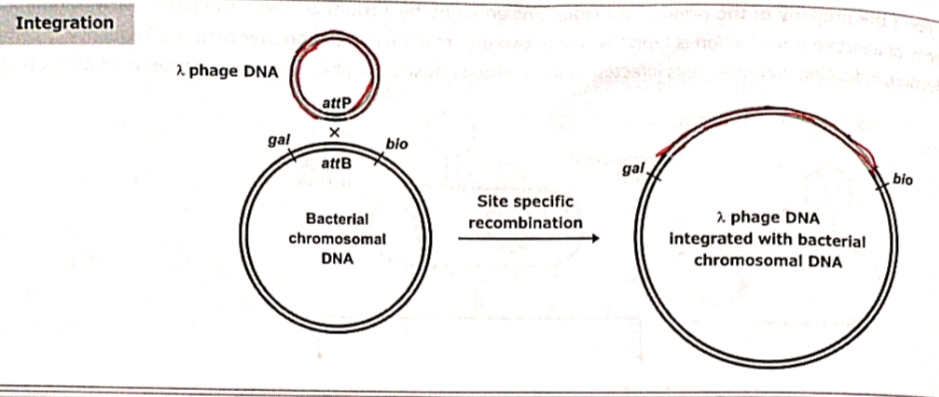 Integration
λ phage DNA
attP
×
gal
bio
attB
Bacterial
chromosomal
DNA
Site specific
recombination
gal
bio
λ phage DNA
integrated with bacterial
chromosomal DNA